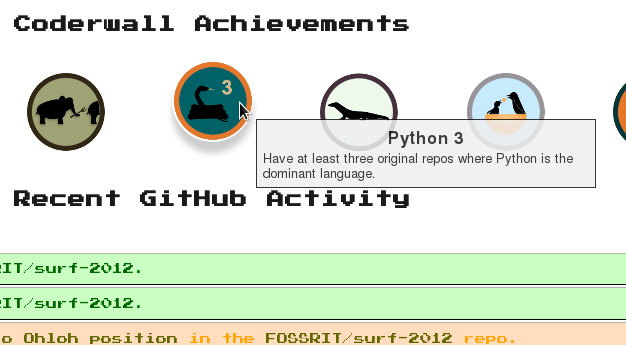 Coderwall Achievements
3
Python 3
Have at least three original repos where Python is the
dominant language.
Recent GitHub Activity
RIT/surf-2012.
RIT/surf-2012.
o Ohloh position in the FOSSRIT/surf-2012 repo.